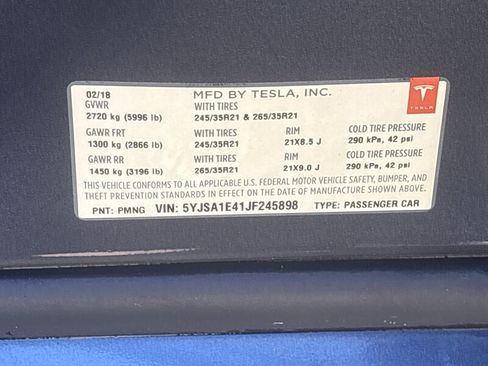 02/18 MFD BY TESLA, INC.
GVWR WITH TIRES
2720 kg (5996 lb) 245/35R21 & 265/35R21
GAWR FRT WITH TIRES RIM COLD TIRE PRESSURE
1300 kg (2866 lb) 245/35R21 21X8.5 J 290 kPa, 42 psi
GAWR RR WITH TIRES RIM COLD TIRE PRESSURE
1450 kg (3196 lb) 265/35R21 21X9.0 J 290 kPa, 42 psi
THIS VEHICLE CONFORMS TO ALL APPLICABLE U.S. FEDERAL MOTOR VEHICLE SAFETY, BUMPER, AND
THEFT PREVENTION STANDARDS IN EFFECT ON THE DATE OF MANUFACTURE SHOWN ABOVE.
PNT: PMNG VIN: 5YJSA1E41JF245898 TYPE: PASSENGER CAR
TESLA